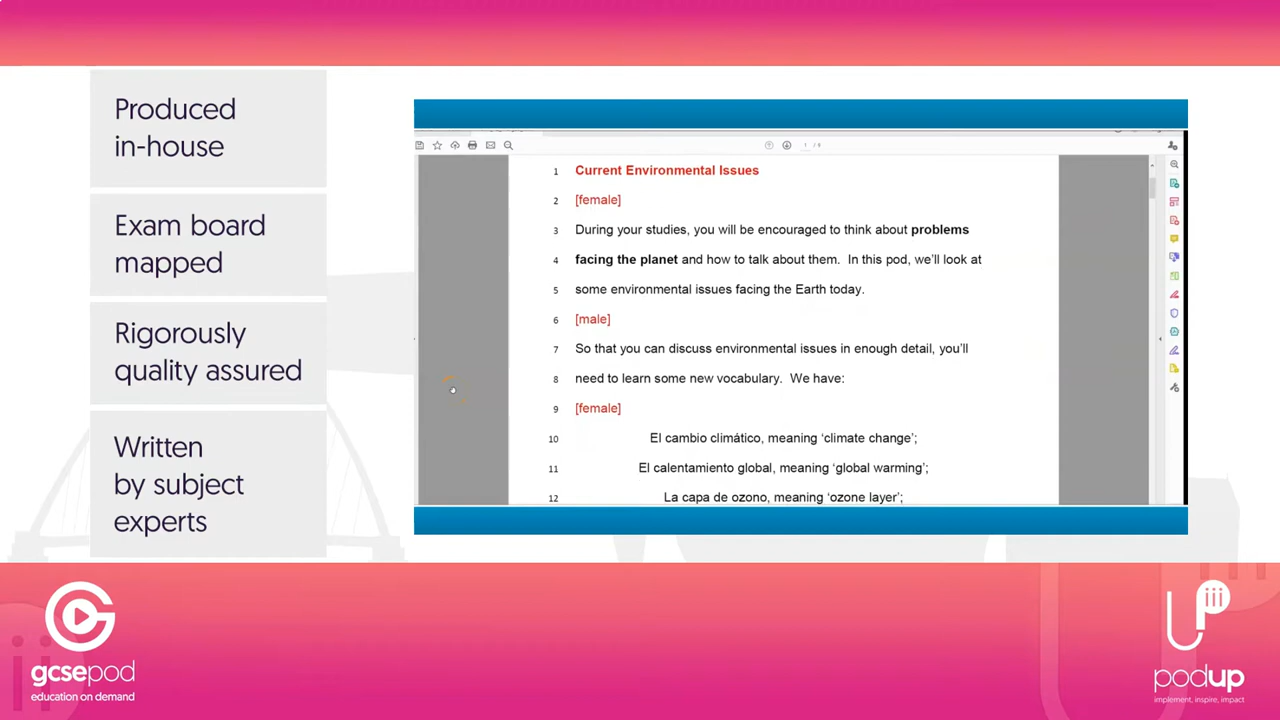 Produced
in-house
Exam board
mapped
Rigorously
quality assured
Written
by subject
experts
1 Current Environmental Issues
2 [female]
3 During your studies, you will be encouraged to think about problems
4 facing the planet and how to talk about them. In this pod, we'll look at
5 some environmental issues facing the Earth today.
6 [male]
7 So that you can discuss environmental issues in enough detail, you'll
8 need to learn some new vocabulary. We have:
9 [female]
10 El cambio climático, meaning 'climate change';
11 El calentamiento global, meaning 'global warming';
12 La capa de ozono, meaning 'ozone layer';
gcsepod
education on demand
podup
implement, inspire, impact